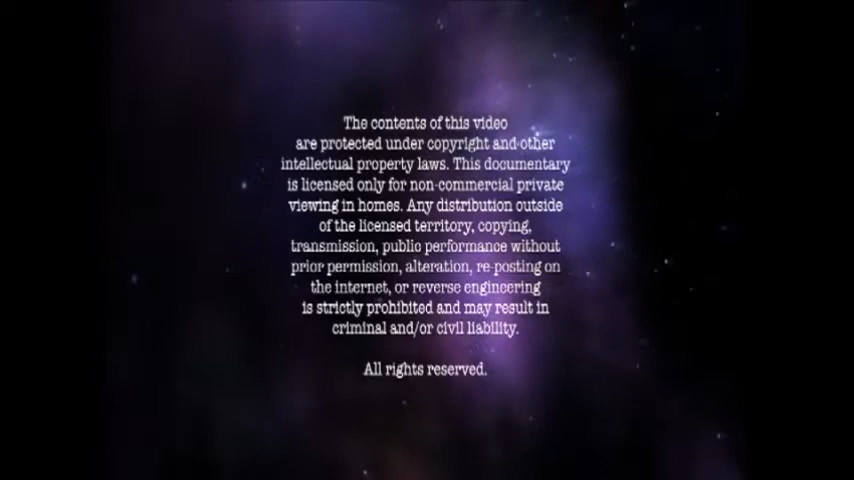 The contents of this video
are protected under copyright and other
intellectual property laws. This documentary
is licensed only for non-commercial private
viewing in homes. Any distribution outside
of the licensed territory, copying,
transmission, public performance without
prior permission, alteration, re-posting on
the internet, or reverse engineering
is strictly prohibited and may result in
criminal and/or civil liability.
All rights reserved.